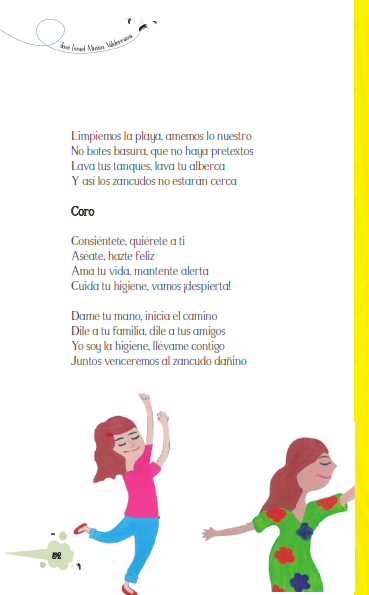 José Israel Muñoz Valderrama
Limpiemos la playa, amemos lo nuestro
No botes basura, que no haya pretextos
Lava tus tanques, lava tu alberca
Y así los zancudos no estarán cerca
Coro
Consiéntete, quiérete a ti
Aséate, hazte feliz
Ama tu vida, mantente alerta
Cuida tu higiene, vamos ¡despierta!
Dame tu mano, inicia el camino
Dile a tu familia, dile a tus amigos
Yo soy la higiene, llévame contigo
Juntos venceremos al zancudo dañino